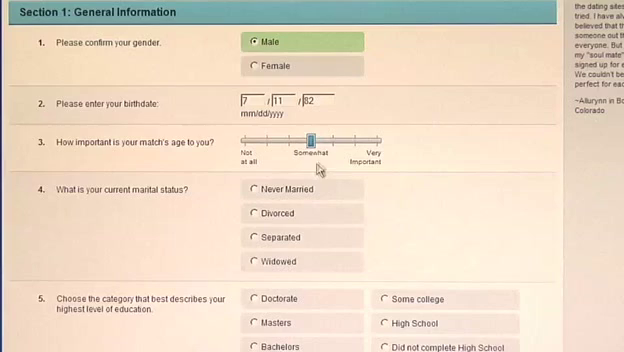 Section 1: General Information
1. Please confirm your gender.
Male
Female
2. Please enter your birthdate:
7 / 11 / 82
mm/dd/yyyy
3. How important is your match's age to you?
Not at all
Somewhat
Very Important
4. What is your current marital status?
Never Married
Divorced
Separated
Widowed
5. Choose the category that best describes your
highest level of education.
Doctorate
Some college
Masters
High School
Bachelors
Did not complete High School
the dating sites
tried. I have
believed that
someone out
everyone. But
my "soul mate"
signed up for
We couldn't be
perfect for
~Allurynn in
Colorado